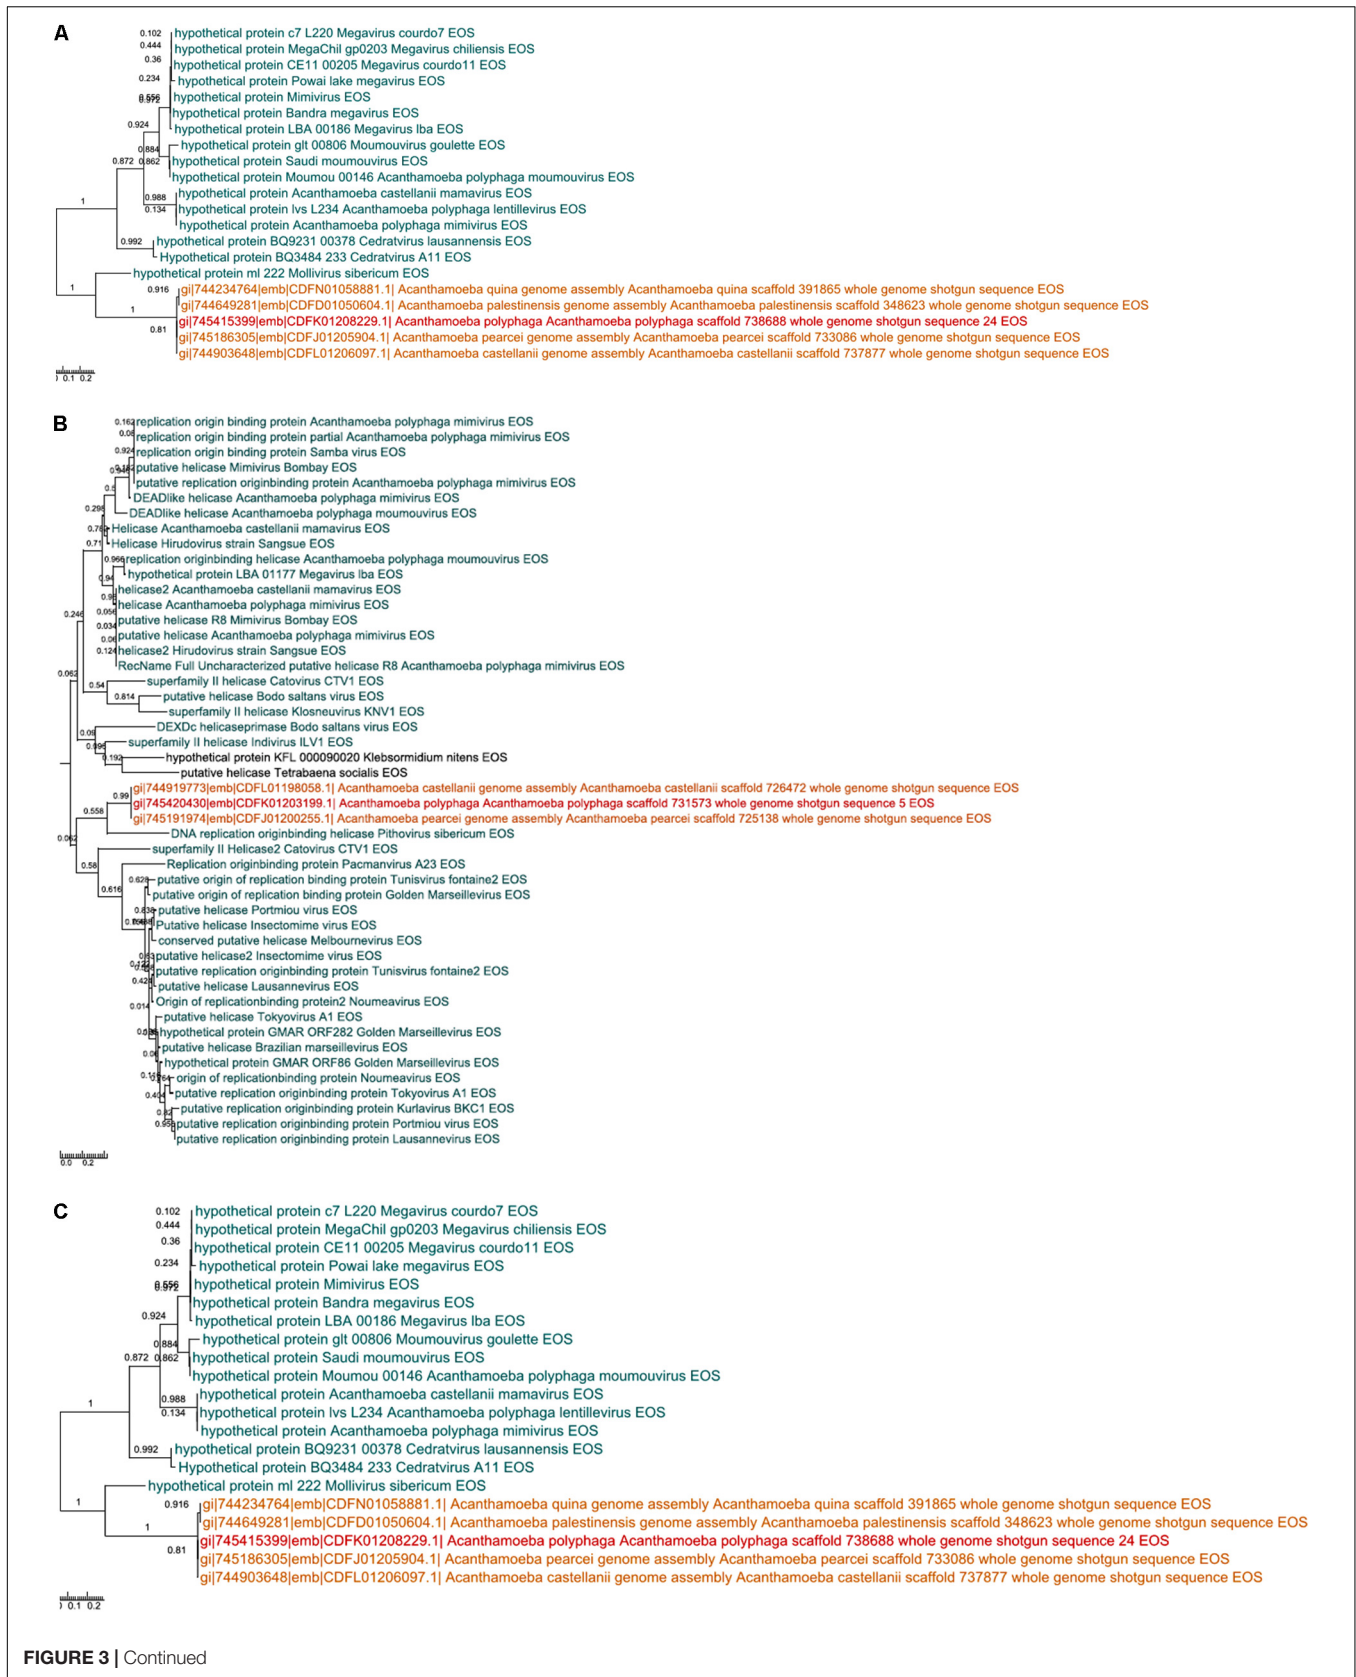 A
0.102 hypothetical protein c7 L220 Megavirus courdo7 EOS
0.444 hypothetical protein MegaChil gp0203 Megavirus chiliensis EOS
0.36 hypothetical protein CE11 00205 Megavirus courdo11 EOS
0.234 hypothetical protein Powai lake megavirus EOS
hypothetical protein Mimivirus EOS
hypothetical protein Bandra megavirus EOS
0.924 hypothetical protein LBA 00186 Megavirus lba EOS
0.884 hypothetical protein glt 00806 Moumouvirus goulette EOS
0.872 0.862 hypothetical protein Saudi moumouvirus EOS
hypothetical protein Moumou 00146 Acanthamoeba polyphaga moumouvirus EOS
0.988 hypothetical protein Acanthamoeba castellanii mamavirus EOS
1 0.134 hypothetical protein lvs L234 Acanthamoeba polyphaga lentillevirus EOS
hypothetical protein Acanthamoeba polyphaga mimivirus EOS
0.992 hypothetical protein BQ9231 00378 Cedratvirus lausannensis EOS
Hypothetical protein BQ3484 233 Cedratvirus A11 EOS
hypothetical protein ml 222 Mollivirus sibericum EOS
1 0.916 gi|744234764|emb|CDFN01058881.1| Acanthamoeba quina genome assembly Acanthamoeba quina scaffold 391865 whole genome shotgun sequence EOS
1 gi|744649281|emb|CDFD01050604.1| Acanthamoeba palestinensis genome assembly Acanthamoeba palestinensis scaffold 348623 whole genome shotgun sequence EOS
gi|745415399|emb|CDFK01208229.1| Acanthamoeba polyphaga Acanthamoeba polyphaga scaffold 738688 whole genome shotgun sequence 24 EOS
0.81 gi|745186305|emb|CDFJ01205904.1| Acanthamoeba pearcei genome assembly Acanthamoeba pearcei scaffold 733086 whole genome shotgun sequence EOS
gi|744903648|emb|CDFL01206097.1| Acanthamoeba castellanii genome assembly Acanthamoeba castellanii scaffold 737877 whole genome shotgun sequence EOS
0.1 0.2
B
replication origin binding protein Acanthamoeba polyphaga mimivirus EOS
replication origin binding protein partial Acanthamoeba polyphaga mimivirus EOS
0.924 replication origin binding protein Samba virus EOS
putative helicase Mimivirus Bombay EOS
putative replication originbinding protein Acanthamoeba polyphaga mimivirus EOS
DEADlike helicase Acanthamoeba polyphaga mimivirus EOS
DEADlike helicase Acanthamoeba polyphaga moumouvirus EOS
Helicase Acanthamoeba castellanii mamavirus EOS
Helicase Hirudovirus strain Sangsue EOS
replication originbinding helicase Acanthamoeba polyphaga moumouvirus EOS
hypothetical protein LBA 01177 Megavirus lba EOS
helicase2 Acanthamoeba castellanii mamavirus EOS
helicase Acanthamoeba polyphaga mimivirus EOS
0.246 putative helicase R8 Mimivirus Bombay EOS
0.034 putative helicase Acanthamoeba polyphaga mimivirus EOS
0.124 helicase2 Hirudovirus strain Sangsue EOS
RecName Full Uncharacterized putative helicase R8 Acanthamoeba polyphaga mimivirus EOS
0.062 0.54 superfamily II helicase Catovirus CTV1 EOS
0.814 putative helicase Bodo saltans virus EOS
superfamily II helicase Klosneuvirus KNV1 EOS
0.09 DEXDc helicaseprimase Bodo saltans virus EOS
superfamily II helicase Indivirus ILV1 EOS
0.192 hypothetical protein KFL 000090020 Klebsormidium nitens EOS
putative helicase Tetrabaena socialis EOS
gi|744919773|emb|CDFL01198058.1| Acanthamoeba castellanii genome assembly Acanthamoeba castellanii scaffold 726472 whole genome shotgun sequence EOS
0.558 0.99 gi|745420430|emb|CDFK01203199.1| Acanthamoeba polyphaga Acanthamoeba polyphaga scaffold 731573 whole genome shotgun sequence 5 EOS
gi|745191974|emb|CDFJ01200255.1| Acanthamoeba pearcei genome assembly Acanthamoeba pearcei scaffold 725138 whole genome shotgun sequence EOS
0.062 DNA replication originbinding helicase Pithovirus sibericum EOS
superfamily II Helicase2 Catovirus CTV1 EOS
0.58 Replication originbinding protein Pacmanvirus A23 EOS
0.616 0.628 putative origin of replication binding protein Tunisvirus fontaine2 EOS
putative origin of replication binding protein Golden Marseillevirus EOS
putative helicase Portmiou virus EOS
Putative helicase Insectomime virus EOS
conserved putative helicase Melbournevirus EOS
putative helicase2 Insectomime virus EOS
putative replication originbinding protein Tunisvirus fontaine2 EOS
putative helicase Lausannevirus EOS
0.014 Origin of replicationbinding protein2 Noumeavirus EOS
putative helicase Tokyovirus A1 EOS
hypothetical protein GMAR ORF282 Golden Marseillevirus EOS
putative helicase Brazilian marseillevirus EOS
hypothetical protein GMAR ORF86 Golden Marseillevirus EOS
origin of replicationbinding protein Noumeavirus EOS
0.404 putative replication originbinding protein Tokyovirus A1 EOS
putative replication originbinding protein Kurlavirus BKC1 EOS
putative replication originbinding protein Portmiou virus EOS
putative replication originbinding protein Lausannevirus EOS
0.0 0.2
C
0.102 hypothetical protein c7 L220 Megavirus courdo7 EOS
0.444 hypothetical protein MegaChil gp0203 Megavirus chiliensis EOS
0.36 hypothetical protein CE11 00205 Megavirus courdo11 EOS
0.234 hypothetical protein Powai lake megavirus EOS
hypothetical protein Mimivirus EOS
hypothetical protein Bandra megavirus EOS
0.924 hypothetical protein LBA 00186 Megavirus lba EOS
0.884 hypothetical protein glt 00806 Moumouvirus goulette EOS
0.872 0.862 hypothetical protein Saudi moumouvirus EOS
hypothetical protein Moumou 00146 Acanthamoeba polyphaga moumouvirus EOS
0.988 hypothetical protein Acanthamoeba castellanii mamavirus EOS
1 0.134 hypothetical protein lvs L234 Acanthamoeba polyphaga lentillevirus EOS
hypothetical protein Acanthamoeba polyphaga mimivirus EOS
0.992 hypothetical protein BQ9231 00378 Cedratvirus lausannensis EOS
Hypothetical protein BQ3484 233 Cedratvirus A11 EOS
hypothetical protein ml 222 Mollivirus sibericum EOS
1 0.916 gi|744234764|emb|CDFN01058881.1| Acanthamoeba quina genome assembly Acanthamoeba quina scaffold 391865 whole genome shotgun sequence EOS
1 gi|744649281|emb|CDFD01050604.1| Acanthamoeba palestinensis genome assembly Acanthamoeba palestinensis scaffold 348623 whole genome shotgun sequence EOS
gi|745415399|emb|CDFK01208229.1| Acanthamoeba polyphaga Acanthamoeba polyphaga scaffold 738688 whole genome shotgun sequence 24 EOS
0.81 gi|745186305|emb|CDFJ01205904.1| Acanthamoeba pearcei genome assembly Acanthamoeba pearcei scaffold 733086 whole genome shotgun sequence EOS
gi|744903648|emb|CDFL01206097.1| Acanthamoeba castellanii genome assembly Acanthamoeba castellanii scaffold 737877 whole genome shotgun sequence EOS
0.1 0.2
FIGURE 3 | Continued